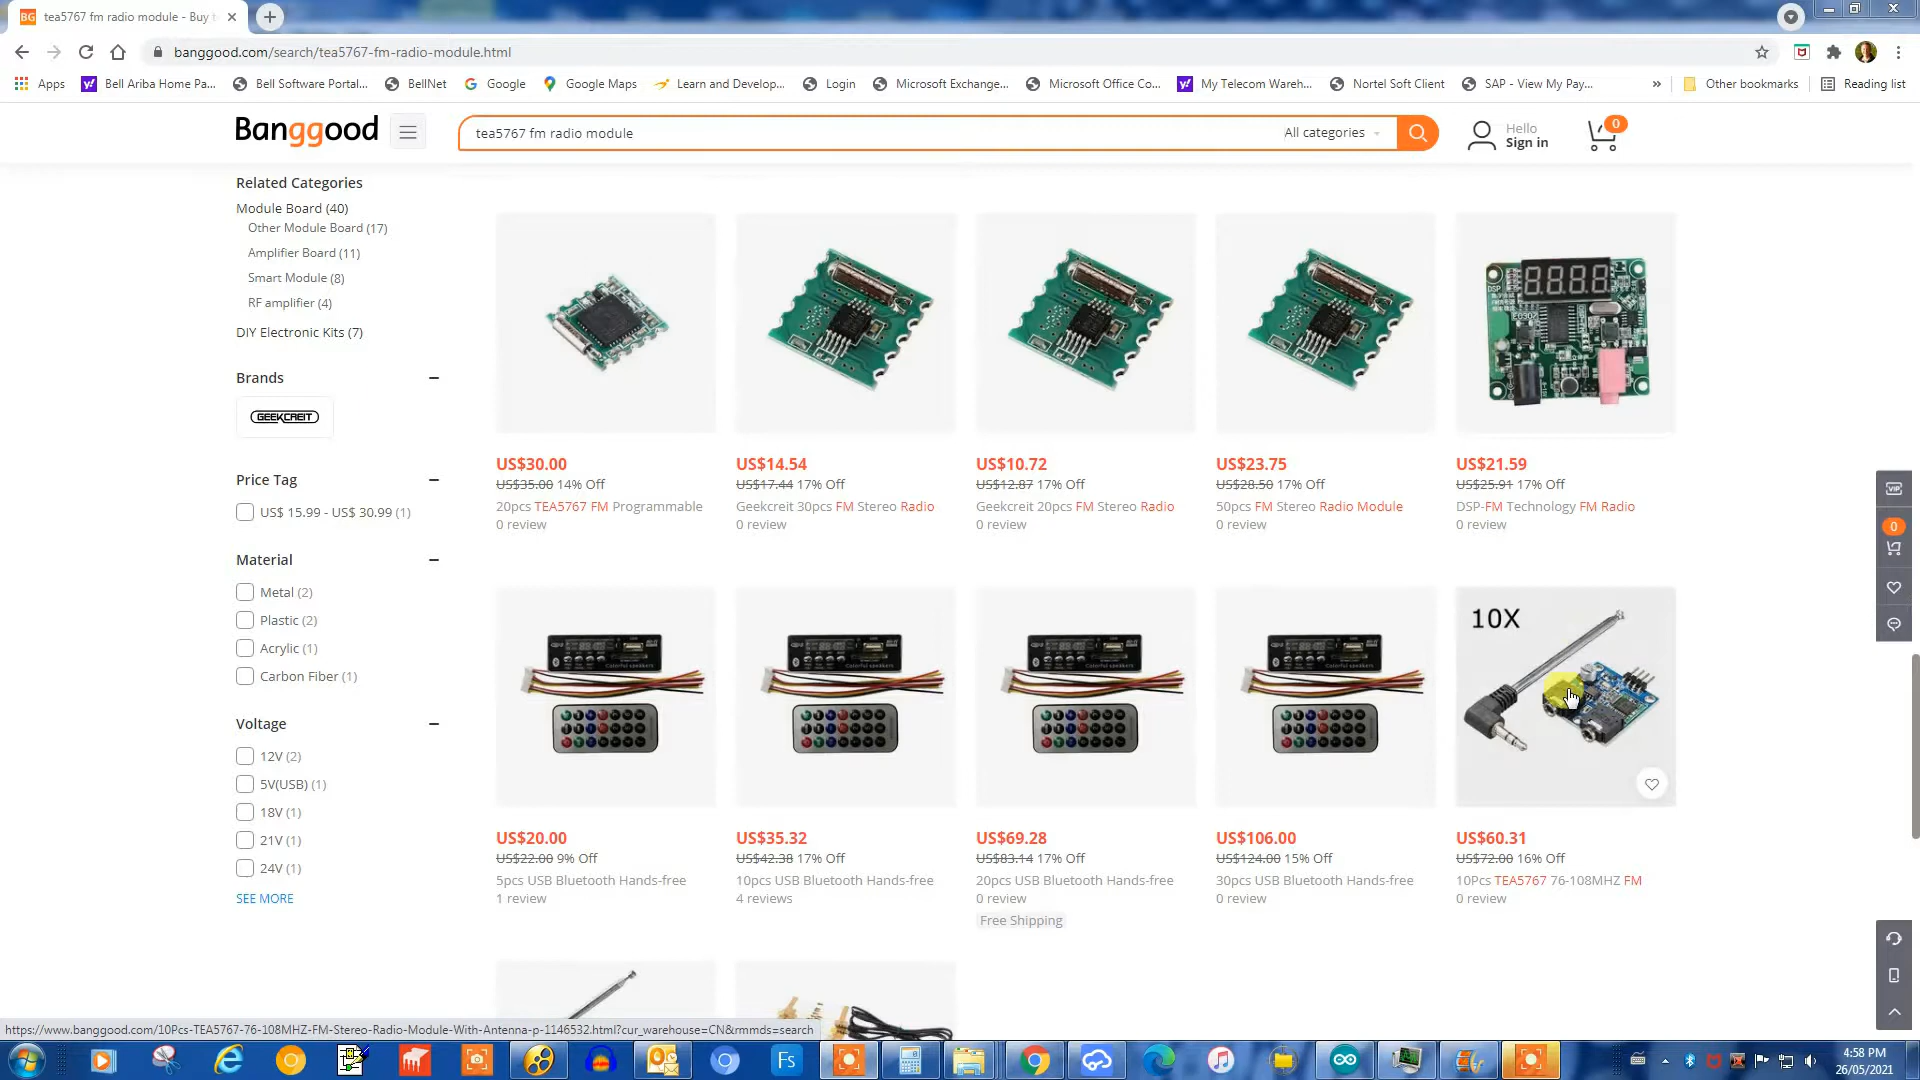 tea5767 fm radio module - Buy t
banggood.com/search/tea5767-fm-radio-module.html
Apps
Bell Ariba Home Pa...
Bell Software Portal...
BellNet
Google
Google Maps
Learn and Develop...
Login
Microsoft Exchange...
Microsoft Office Co...
My Telecom Wareh...
Nortel Soft Client
SAP - View My Pay...
»
Other bookmarks
Reading list
Banggood
tea5767 fm radio module
All categories
Hello
Sign in
0
Related Categories
Module Board (40)
Other Module Board (17)
Amplifier Board (11)
Smart Module (8)
RF amplifier (4)
DIY Electronic Kits (7)
Brands
GEEKCREIT
Price Tag
US$ 15.99 - US$ 30.99 (1)
Material
Metal (2)
Plastic (2)
Acrylic (1)
Carbon Fiber (1)
Voltage
12V (2)
5V(USB) (1)
18V (1)
21V (1)
24V (1)
SEE MORE
US$30.00
US$35.00 14% Off
20pcs TEA5767 FM Programmable
0 review
US$14.54
US$17.44 17% Off
Geekcreit 30pcs FM Stereo Radio
0 review
US$10.72
US$12.87 17% Off
Geekcreit 20pcs FM Stereo Radio
0 review
US$23.75
US$28.50 17% Off
50pcs FM Stereo Radio Module
0 review
DSP
US$21.59
US$25.91 17% Off
DSP-FM Technology FM Radio
0 review
US$20.00
US$22.00 9% Off
5pcs USB Bluetooth Hands-free
1 review
US$35.32
US$42.38 17% Off
10pcs USB Bluetooth Hands-free
4 reviews
US$69.28
US$83.14 17% Off
20pcs USB Bluetooth Hands-free
0 review
Free Shipping
US$106.00
US$124.00 15% Off
30pcs USB Bluetooth Hands-free
0 review
10X
US$60.31
US$72.00 16% Off
10Pcs TEA5767 76-108MHZ FM
0 review
VIP
0
https://www.banggood.com/10Pcs-TEA5767-76-108MHZ-FM-Stereo-Radio-Module-With-Antenna-p-1146532.html?cur_warehouse=CN&rmmds=search
Fs
4:58 PM
26/05/2021